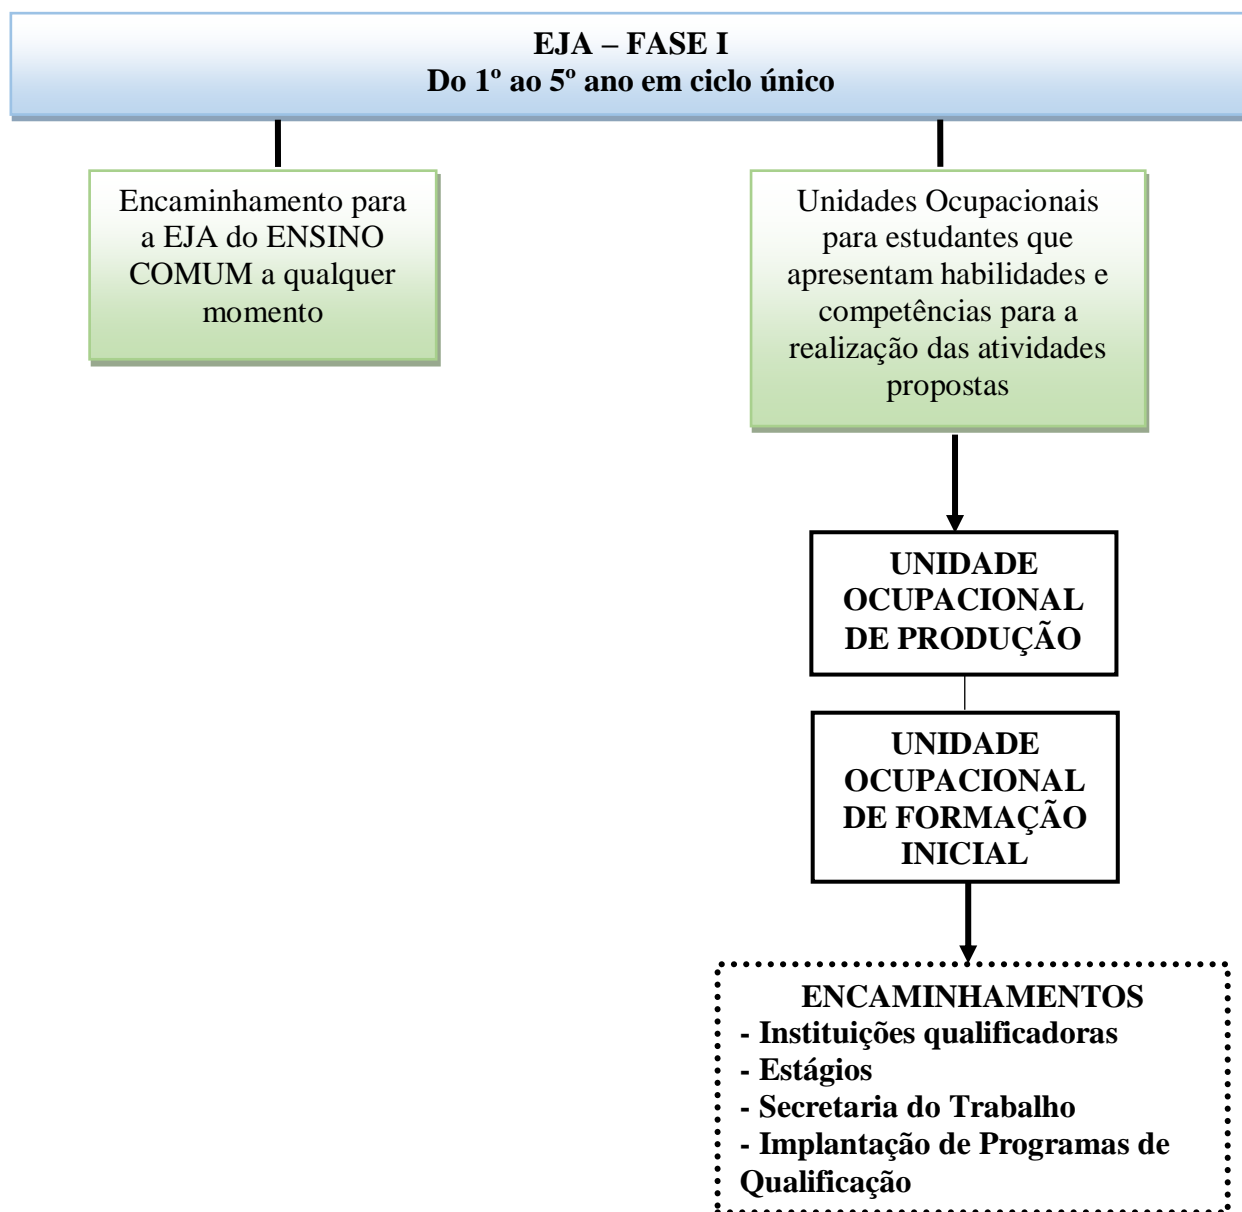 EJA – FASE I
Do 1º ao 5º ano em ciclo único
Encaminhamento para
a EJA do ENSINO
COMUM a qualquer
momento
Unidades Ocupacionais
para estudantes que
apresentam habilidades e
competências para a
realização das atividades
propostas
UNIDADE
OCUPACIONAL
DE PRODUÇÃO
UNIDADE
OCUPACIONAL
DE FORMAÇÃO
INICIAL
ENCAMINHAMENTOS
- Instituições qualificadoras
- Estágios
- Secretaria do Trabalho
- Implantação de Programas de
Qualificação